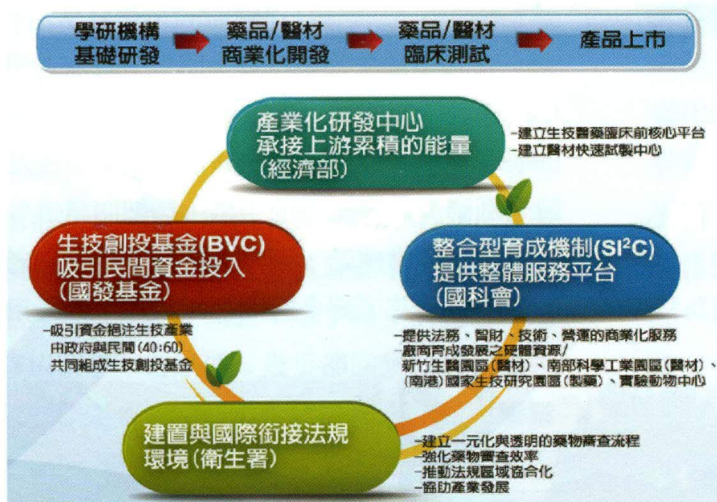 學研機構
基礎研發
藥品/醫材
商業化開發
藥品/醫材
臨床測試
產品上市
產業化研發中心
承接上游累積的能量
(經濟部)
-建立生技醫藥臨床前核心平台
-建立醫材快速試製中心
生技創投基金(BVC)
吸引民間資金投入
(國發基金)
-吸引資金挹注生技產業
由政府與民間(40:60)
共同組成生技創投基金
整合型育成機制(SI²C)
提供整體服務平台
(國科會)
-提供法務、智財、技術、營運的商業化服務
廠商育成發展之硬體資源/
新竹生醫園區(醫材)、南部科學工業園區(醫材)、
(南港)國家生技研究園區(製藥)、實驗動物中心
建置與國際銜接法規
環境(衛生署)
-建立一元化與透明的藥物審查流程
-強化藥物審查效率
-推動法規區域協合化
-協助產業發展